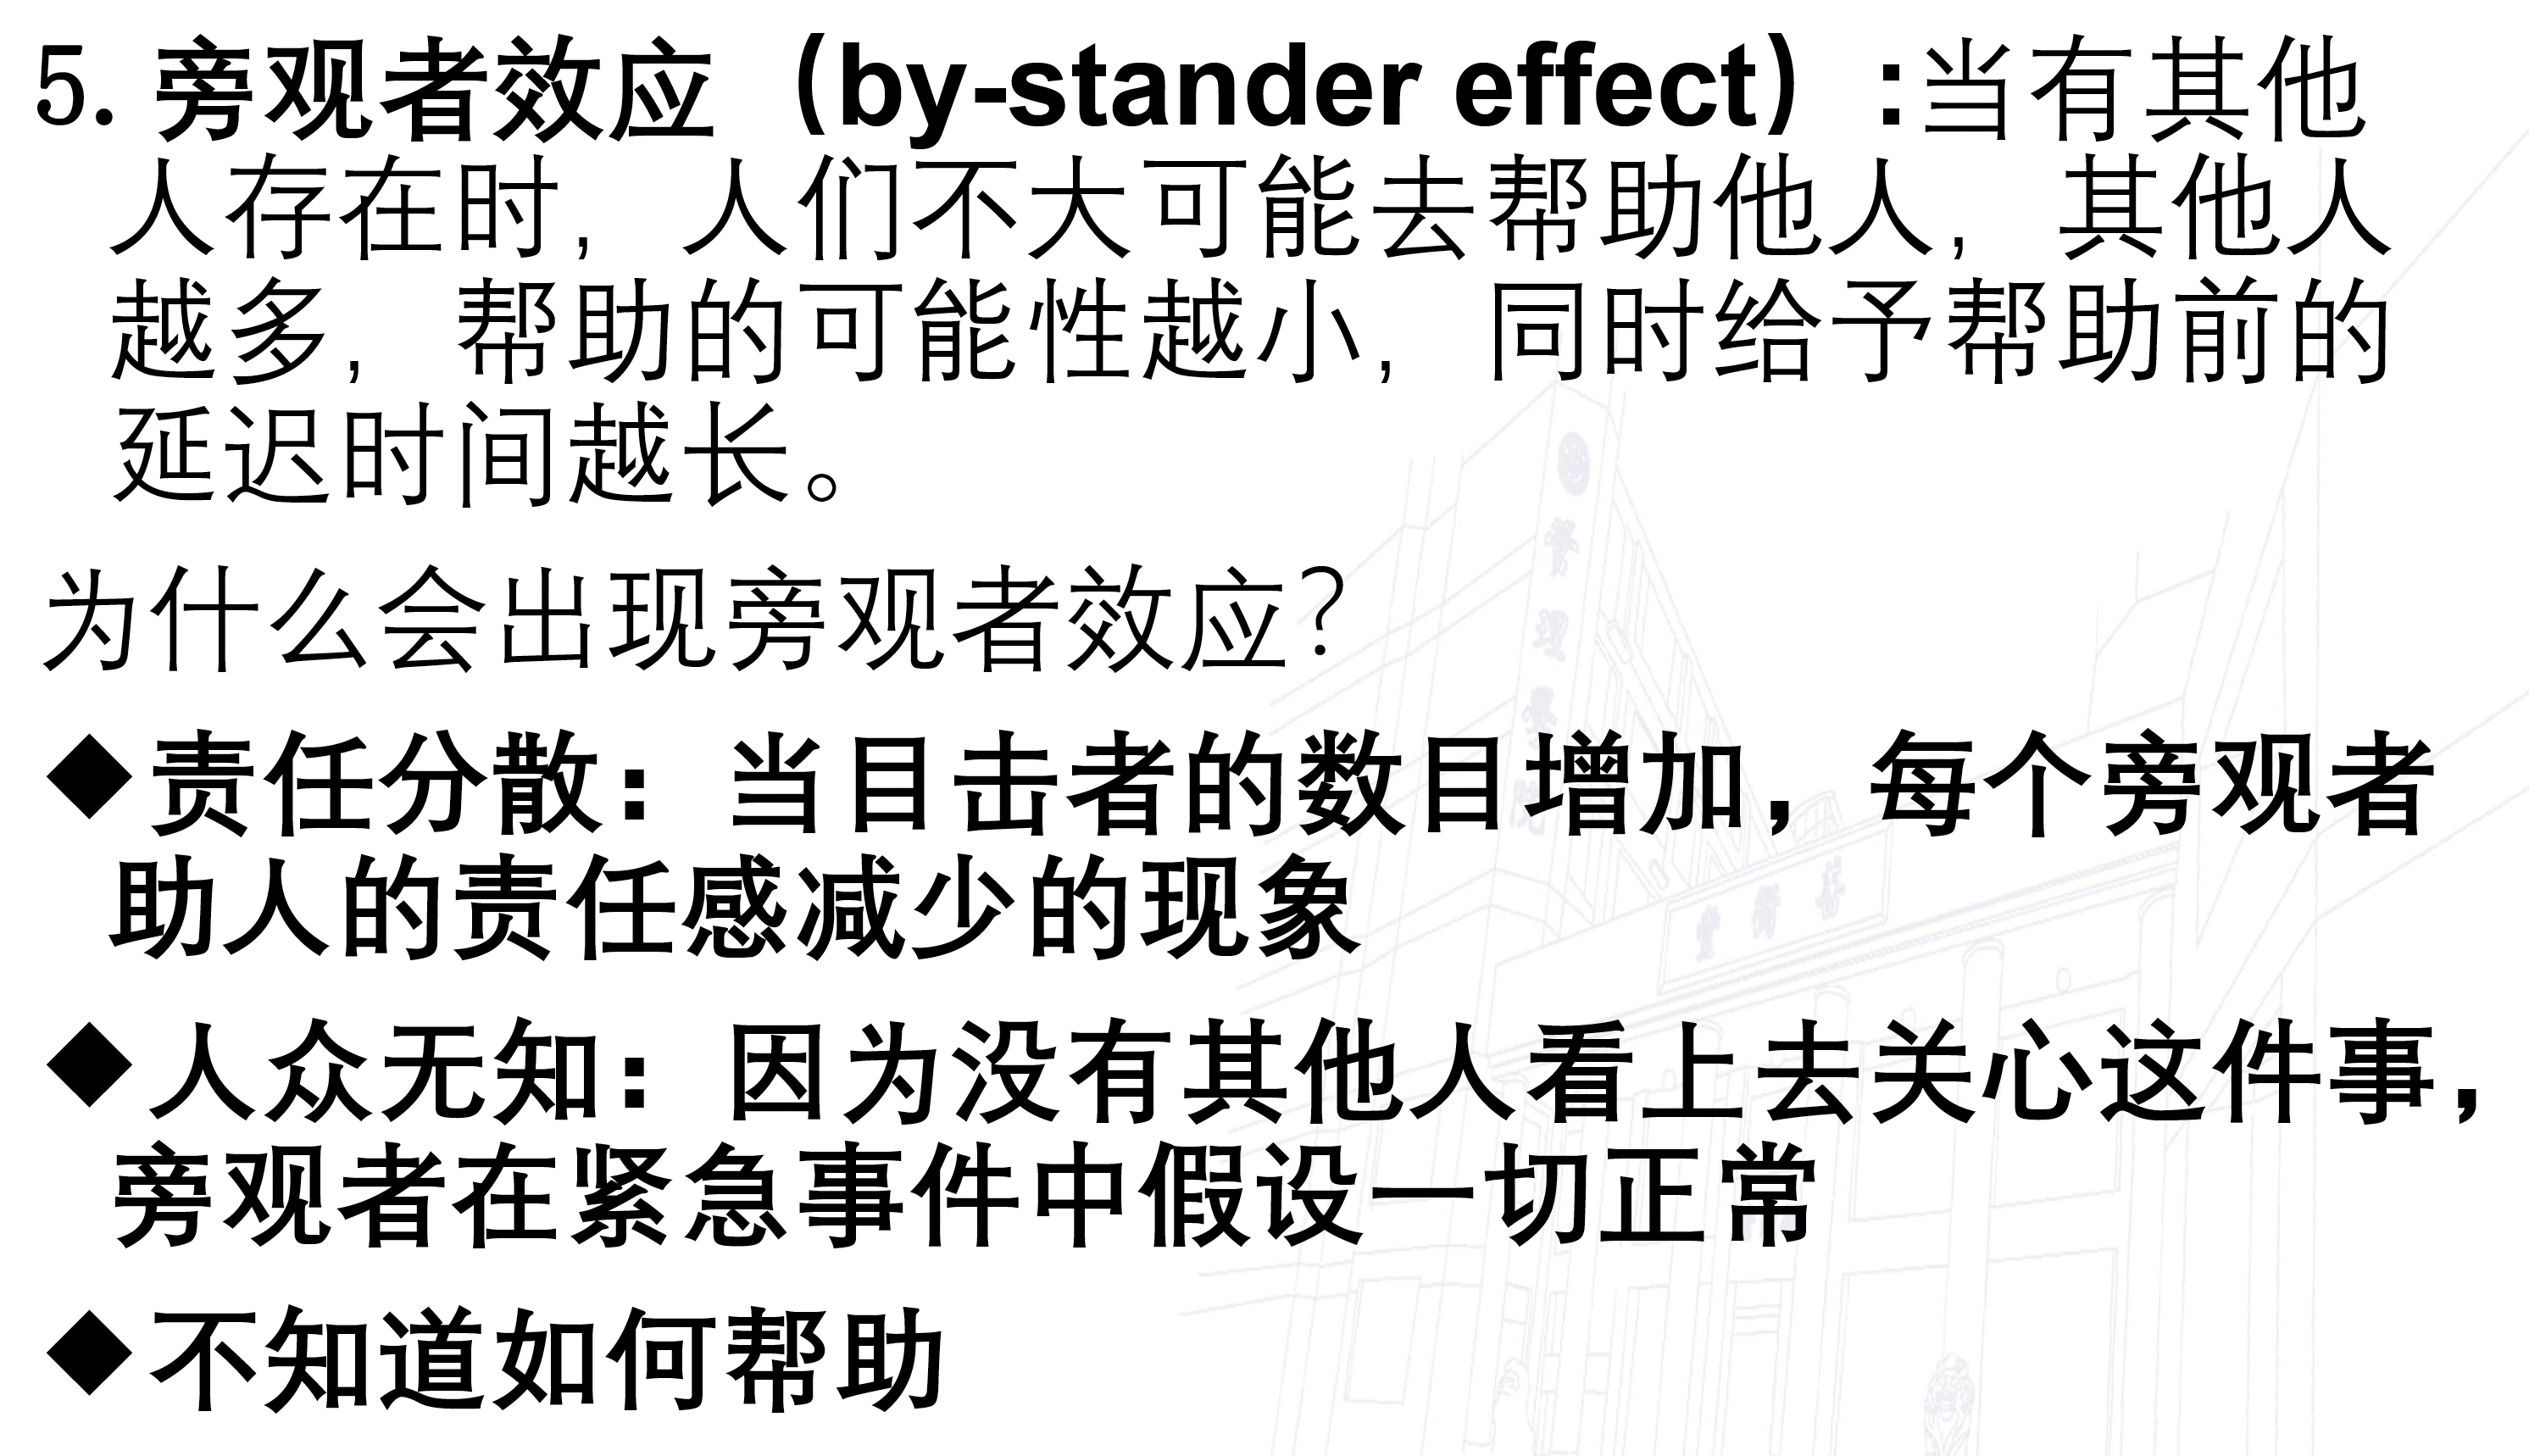 5. 旁观者效应（by-stander effect）:当有其他
人存在时，人们不大可能去帮助他人，其他人
越多，帮助的可能性越小，同时给予帮助前的
延迟时间越长。
为什么会出现旁观者效应？
◆责任分散：当目击者的数目增加，每个旁观者
助人的责任感减少的现象
◆人众无知：因为没有其他人看上去关心这件事，
旁观者在紧急事件中假设一切正常
◆不知道如何帮助